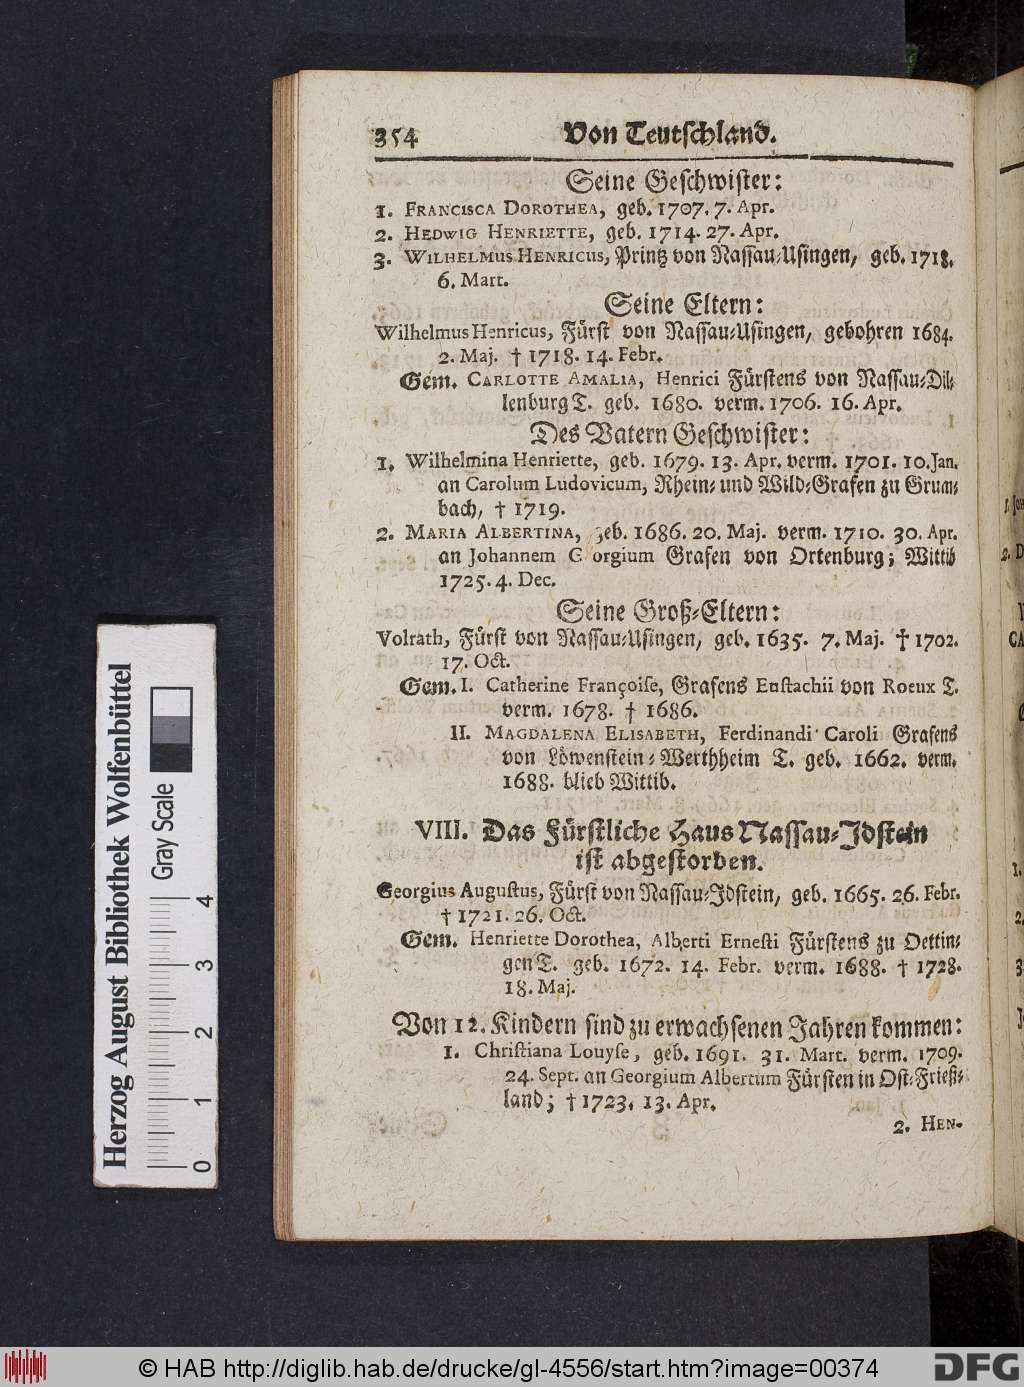 354 Von Teutschland.
Seine Geschwister:
1. Francisca Dorothea, geb. 1707. 7. Apr.
2. Hedwig Henriette, geb. 1714. 27. Apr.
3. Wilhelmus Henricus, Printz von Nassau-Usingen, geb. 1718.
6. Mart.
Seine Eltern:
Wilhelmus Henricus, Fürst von Nassau-Usingen, gebohren 1684.
2. Maj. † 1718. 14. Febr.
Gem. Carlotte Amalia, Henrici Fürstens von Nassau-Dil-
lenburg T. geb. 1680. verm. 1706. 16. Apr.
Des Vatern Geschwister:
1. Wilhelmina Henriette, geb. 1679. 13. Apr. verm. 1701. 10. Jan.
an Carolum Ludovicum, Rhein- und Wild-Grafen zu Grum-
bach, † 1719.
2. Maria Albertina, geb. 1686. 20. Maj. verm. 1710. 30. Apr.
an Johannem G orgium Grafen von Ortenburg; Wittib
1725. 4. Dec.
Seine Groß-Eltern:
Volrath, Fürst von Nassau-Usingen, geb. 1635. 7. Maj. † 1702.
17. Oct.
Gem. I. Catherine Françoise, Grafens Eustachii von Roeux T.
verm. 1678. † 1686.
II. Magdalena Elisabeth, Ferdinandi Caroli Grafens
von Löwenstein-Werthheim T. geb. 1662. verm.
1688. blieb Wittib.
VIII. Das Fürstliche Haus Nassau-Idstein
ist abgestorben.
Georgius Augustus, Fürst von Nassau-Idstein, geb. 1665. 26. Febr.
† 1721. 26. Oct.
Gem. Henriette Dorothea, Alberti Ernesti Fürstens zu Oettin-
gen T. geb. 1672. 14. Febr. verm. 1688. † 1728.
18. Maj.
Von 12. Kindern sind zu erwachsenen Jahren kommen:
1. Christiana Louyse, geb. 1691. 31. Mart. verm. 1709.
24. Sept. an Georgium Albertum Fürsten in Ost-Frieß-
land; † 1723. 13. Apr.
2. Hen-
Herzog August Bibliothek Wolfenbüttel
Gray Scale
0 1 2 3 4
© HAB http://diglib.hab.de/drucke/gl-4556/start.htm?image=00374
DFG